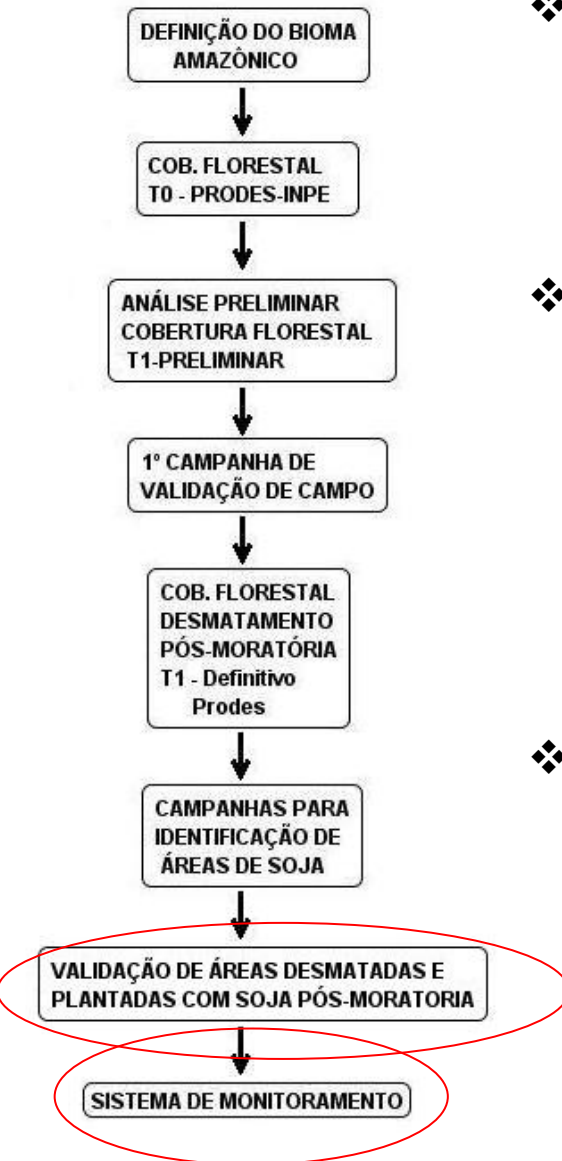 DEFINIÇÃO DO BIOMA
AMAZÔNICO
COB. FLORESTAL
T0 - PRODES-INPE
ANÁLISE PRELIMINAR
COBERTURA FLORESTAL
T1-PRELIMINAR
1º CAMPANHA DE
VALIDAÇÃO DE CAMPO
COB. FLORESTAL
DESMATAMENTO
PÓS-MORATÓRIA
T1 - Definitivo
Prodes
CAMPANHAS PARA
IDENTIFICAÇÃO DE
ÁREAS DE SOJA
VALIDAÇÃO DE ÁREAS DESMATADAS E
PLANTADAS COM SOJA PÓS-MORATORIA
SISTEMA DE MONITORAMENTO